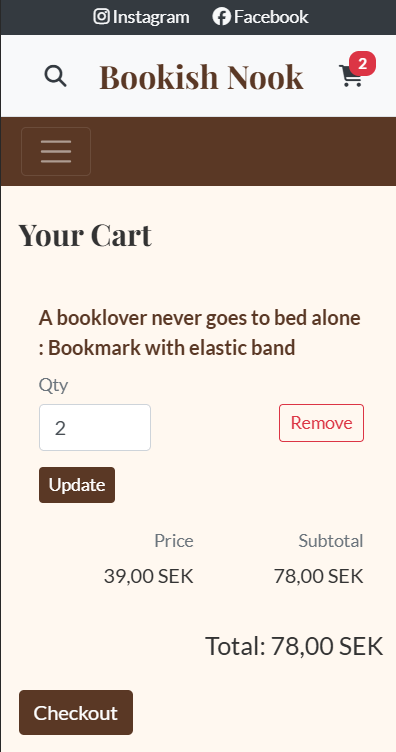 Instagram Facebook
Bookish Nook 2
Your Cart
A booklover never goes to bed alone
: Bookmark with elastic band
Qty
2 Remove
Update
Price Subtotal
39,00 SEK 78,00 SEK
Total: 78,00 SEK
Checkout